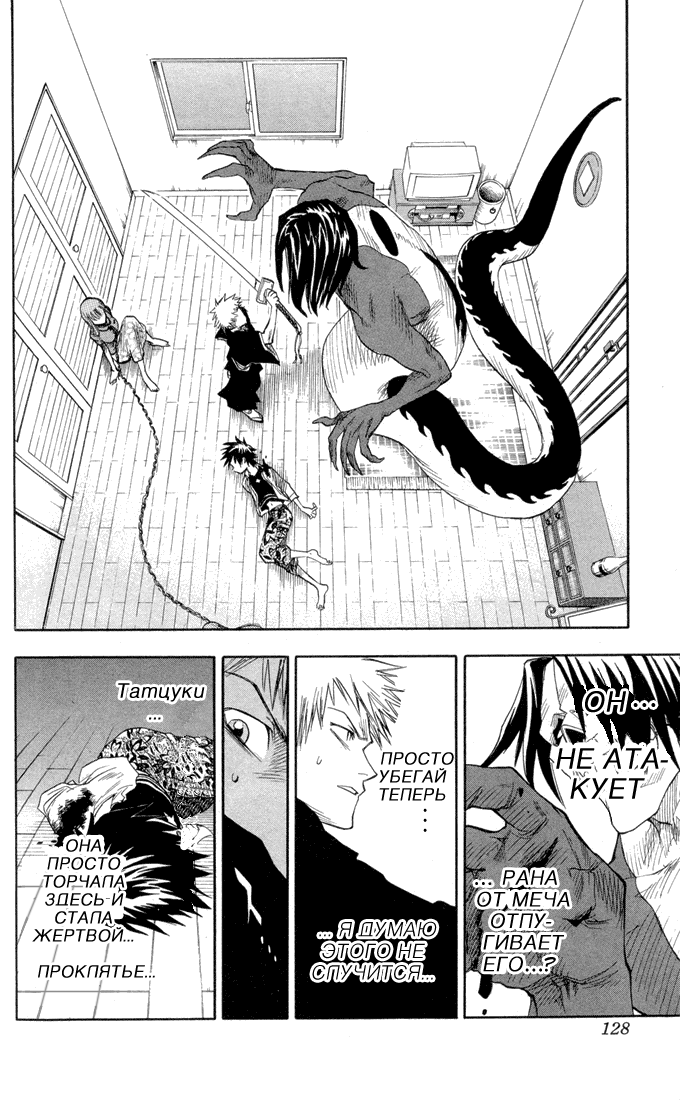 ОН ...
НЕ АТА-
КУЕТ
... РАНА
ОТ МЕЧА
ОТПУ-
ГИВАЕТ
ЕГО...?
ПРОСТО
УБЕГАЙ
ТЕПЕРЬ
...
... Я ДУМАЮ
ЭТОГО НЕ
СПУЧИТСЯ...
Татцуки
...
ОНА
ПРОСТО
ТОРЧАПА
ЗДЕСЬ И
СТАПА
ЖЕРТВОЙ...
ПРОКПЯТЬЕ...
128